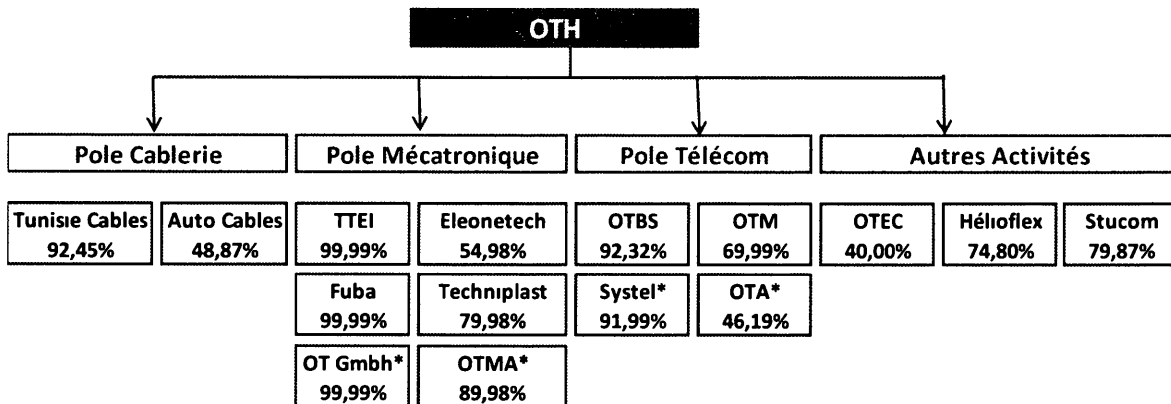 OTH
Pole Cablerie
Pole Mécatronique
Pole Télécom
Autres Activités
Tunisie Cables
92,45%
Auto Cables
48,87%
TTEI
99,99%
Eleonetech
54,98%
OTBS
92,32%
OTM
69,99%
OTEC
40,00%
Hélioflex
74,80%
Stucom
79,87%
Fuba
99,99%
Techniplast
79,98%
Systel*
91,99%
OTA*
46,19%
OT Gmbh*
99,99%
OTMA*
89,98%